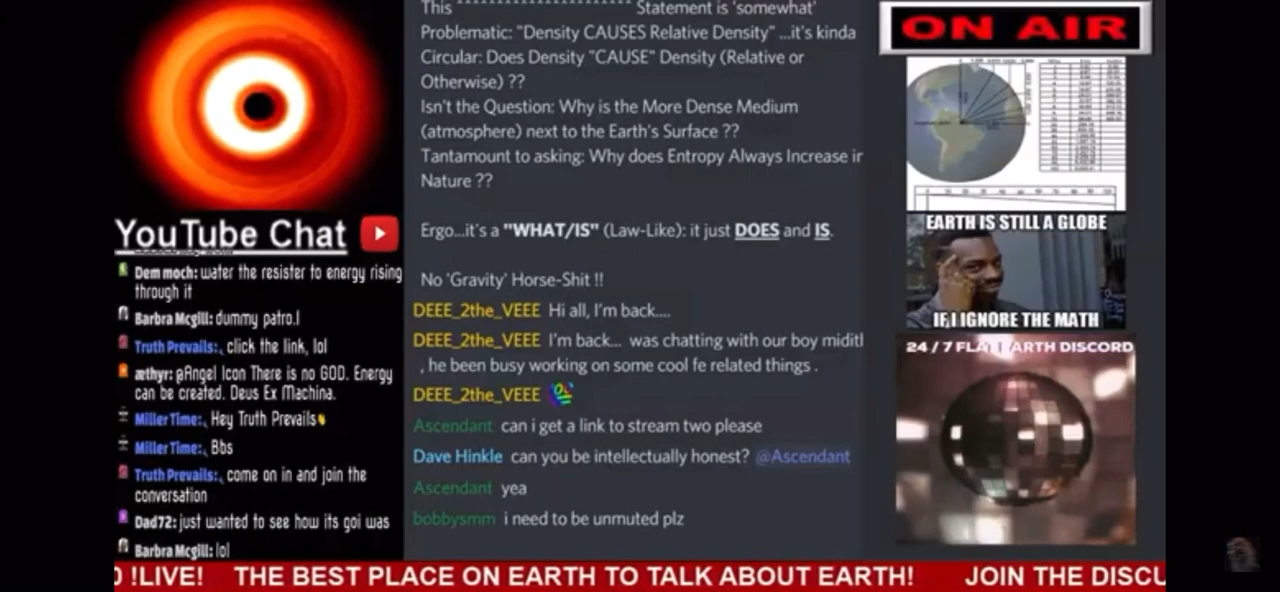 This ********************** Statement is 'somewhat'
Problematic: "Density CAUSES Relative Density" ...it's kinda
Circular: Does Density "CAUSE" Density (Relative or
Otherwise) ??
Isn't the Question: Why is the More Dense Medium
(atmosphere) next to the Earth's Surface ??
Tantamount to asking: Why does Entropy Always Increase in
Nature ??
Ergo...it's a "WHAT/IS" (Law-Like): it just DOES and IS.
No 'Gravity' Horse-Shit !!
DEEE_2the_VEEE Hi all, I'm back....
DEEE_2the_VEEE I'm back... was chatting with our boy miditl
, he been busy working on some cool fe related things .
DEEE_2the_VEEE
Ascendant can i get a link to stream two please
Dave Hinkle can you be intellectually honest? @Ascendant
Ascendant yea
bobbysmm i need to be unmuted plz
YouTube Chat
Dem moch: water the resister to energy rising
through it
Barbra Mcgill: dummy patro.l
Truth Prevails: click the link, lol
æthyr: @Angel Icon There is no GOD. Energy
can be created. Deus Ex Machina.
MillerTime: Hey Truth Prevails
MillerTime: Bbs
Truth Prevails: come on in and join the
conversation
Dad72: just wanted to see how its goi was
Barbra Mcgill: lol
ON AIR
EARTH IS STILL A GLOBE
IF I IGNORE THE MATH
24 / 7 FLAT EARTH DISCORD
D !LIVE! THE BEST PLACE ON EARTH TO TALK ABOUT EARTH! JOIN THE DISCU